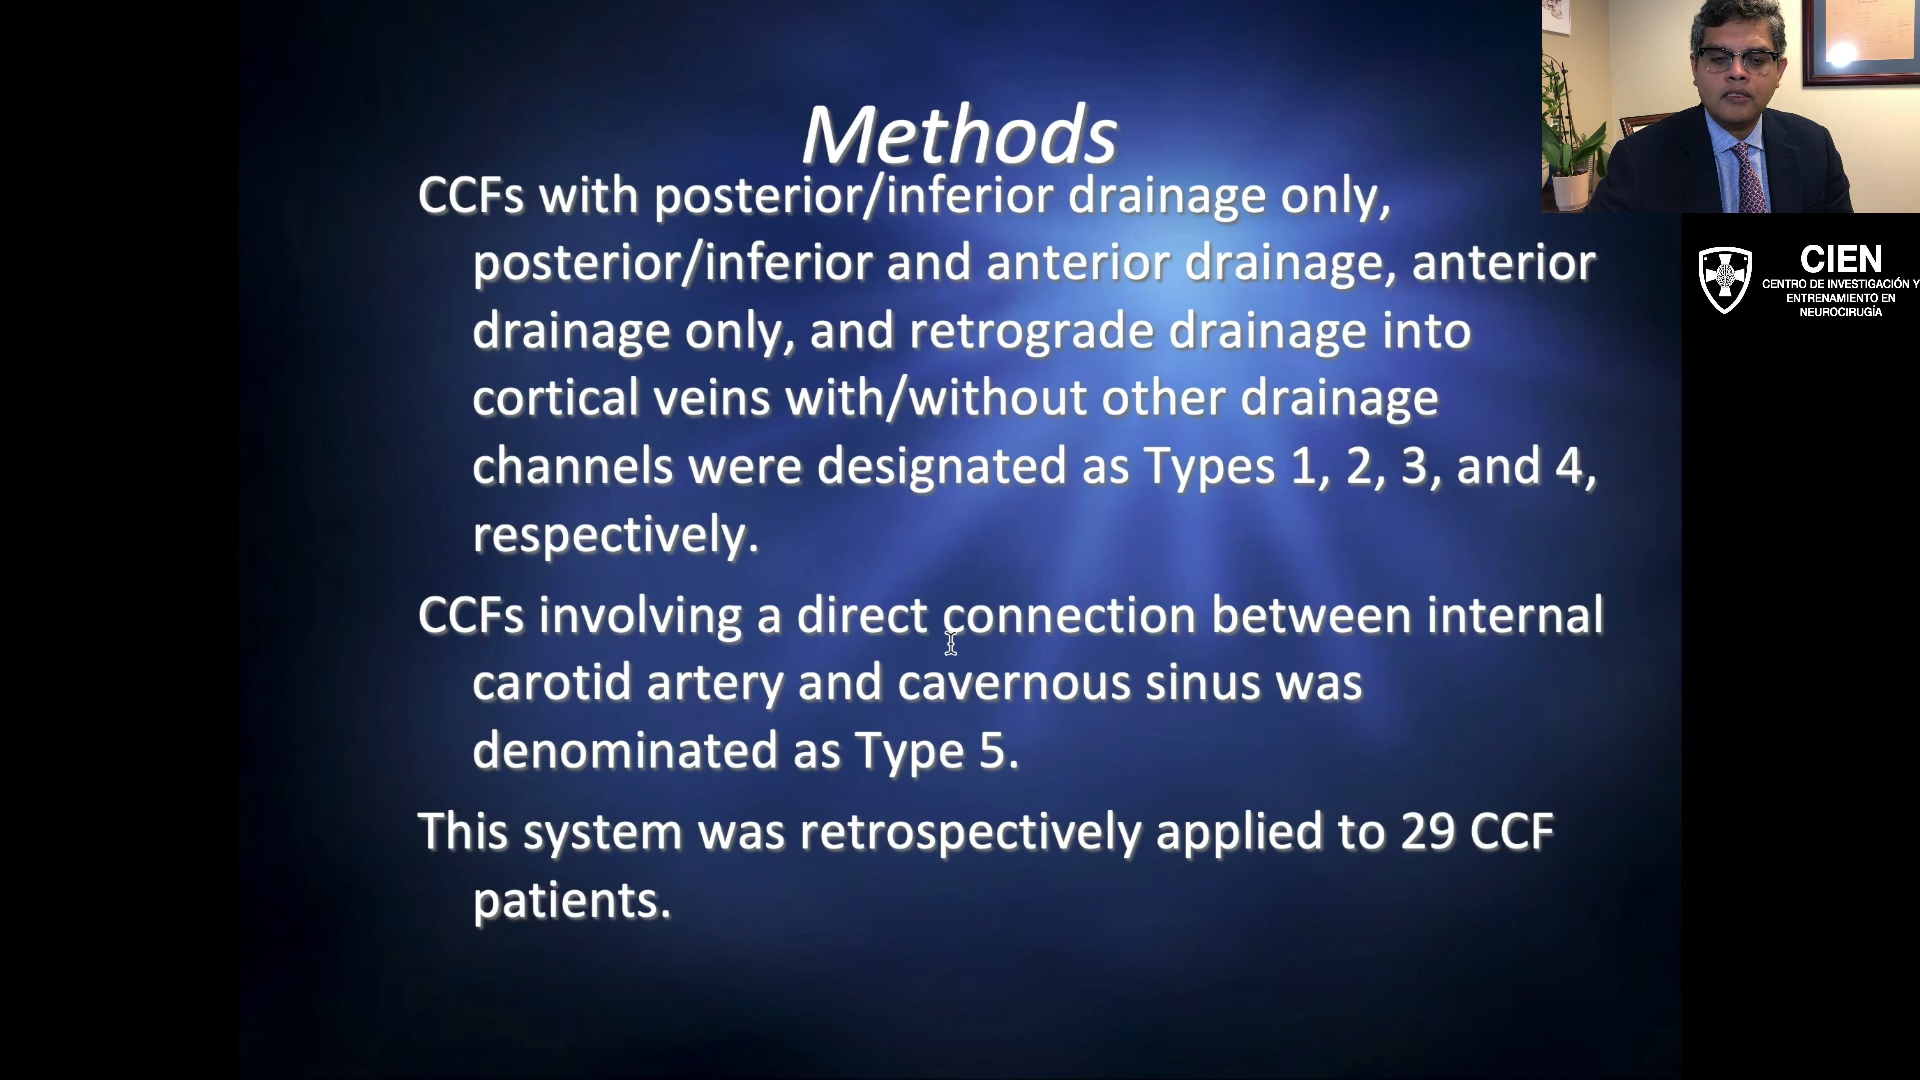 Methods
CCFs with posterior/inferior drainage only,
posterior/inferior and anterior drainage, anterior
drainage only, and retrograde drainage into
cortical veins with/without other drainage
channels were designated as Types 1, 2, 3, and 4,
respectively.
CCFs involving a direct connection between internal
carotid artery and cavernous sinus was
denominated as Type 5.
This system was retrospectively applied to 29 CCF
patients.
CIEN
CENTRO DE INVESTIGACIÓN Y
ENTRENAMIENTO EN
NEUROCIRUGÍA